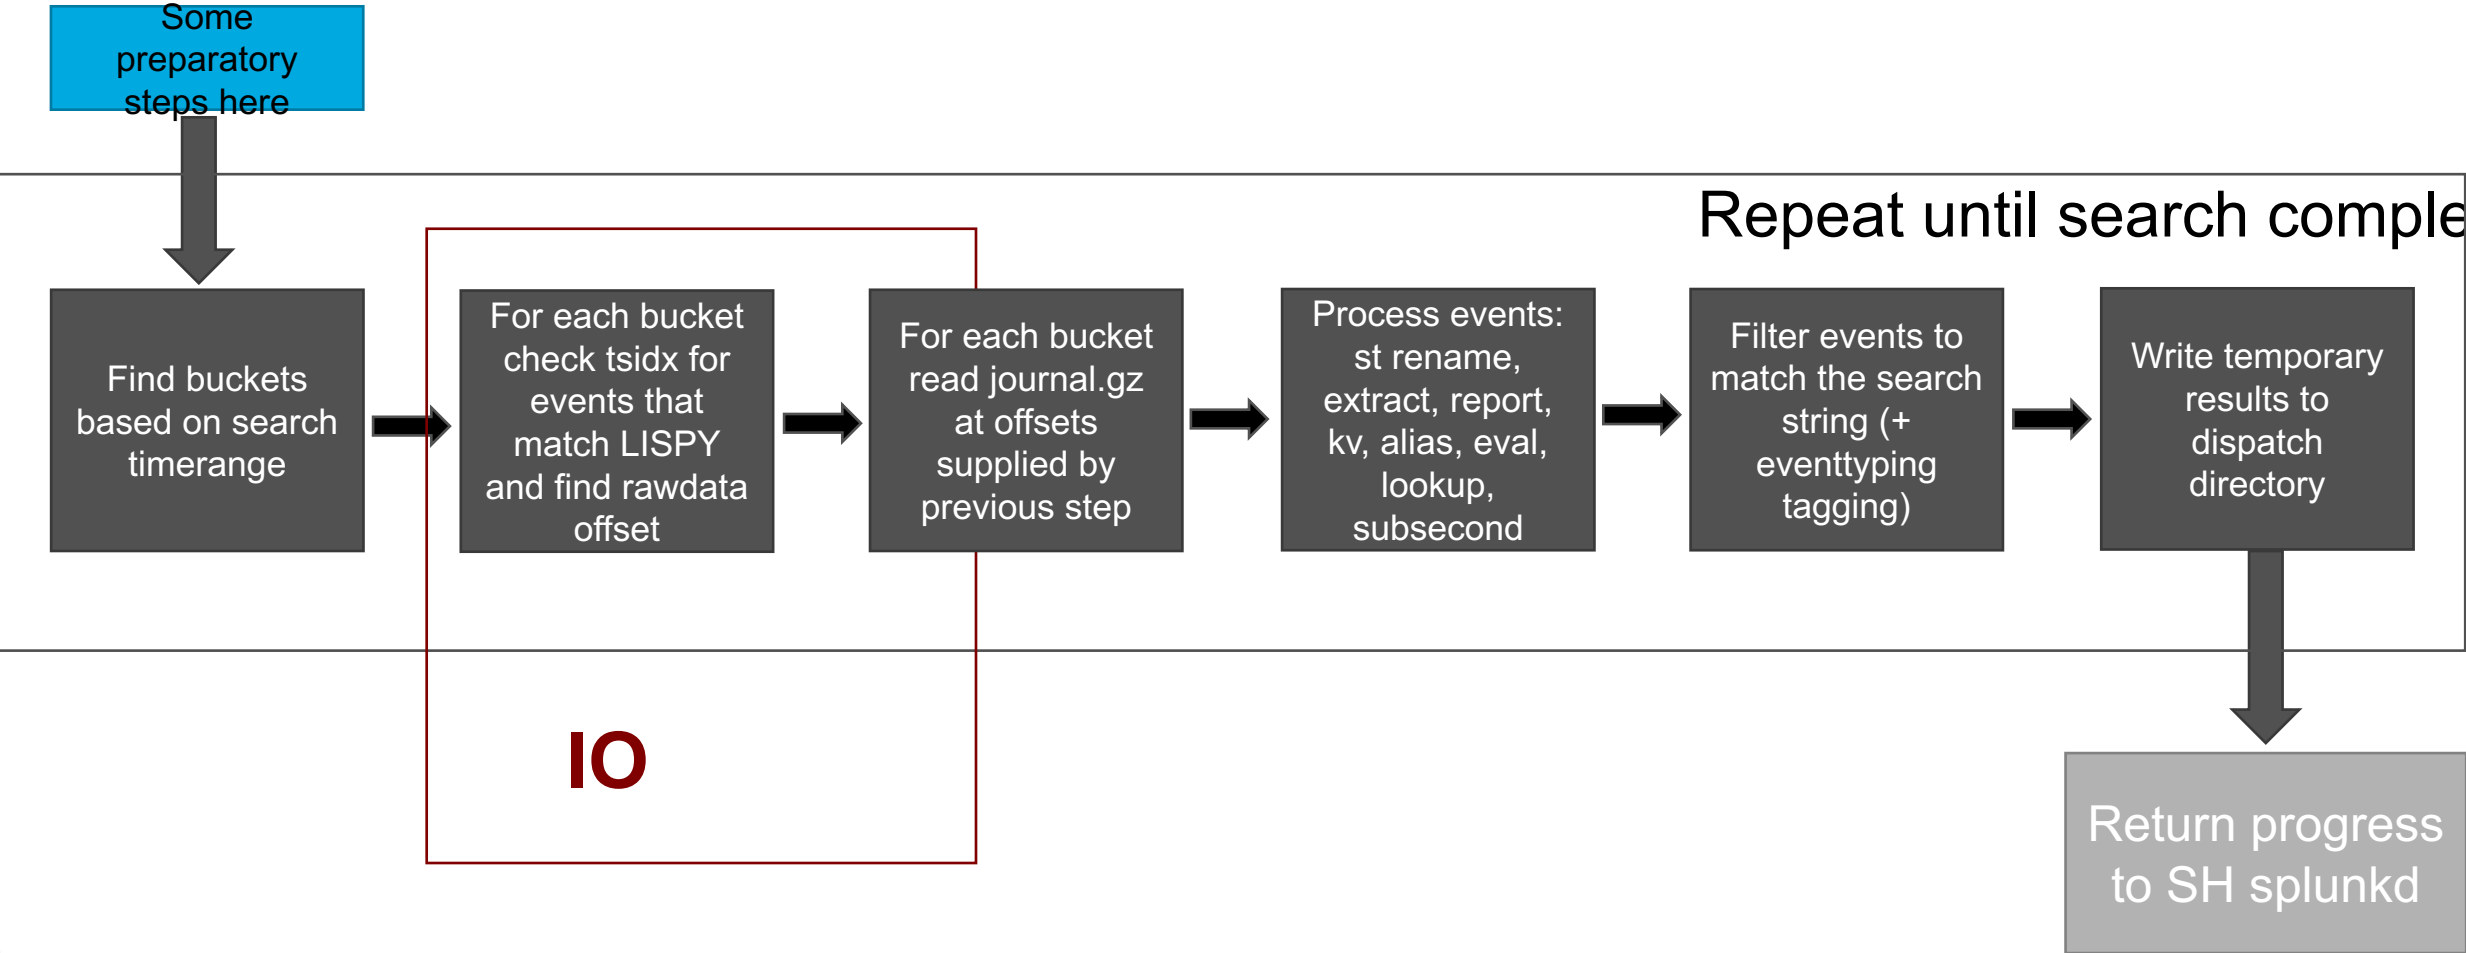 Some
preparatory
steps here
Repeat until search comple
Find buckets
based on search
timerange
For each bucket
check tsidx for
events that
match LISPY
and find rawdata
offset
For each bucket
read journal.gz
at offsets
supplied by
previous step
Process events:
st rename,
extract, report,
kv, alias, eval,
lookup,
subsecond
Filter events to
match the search
string (+
eventtyping
tagging)
Write temporary
results to
dispatch
directory
IO
Return progress
to SH splunkd